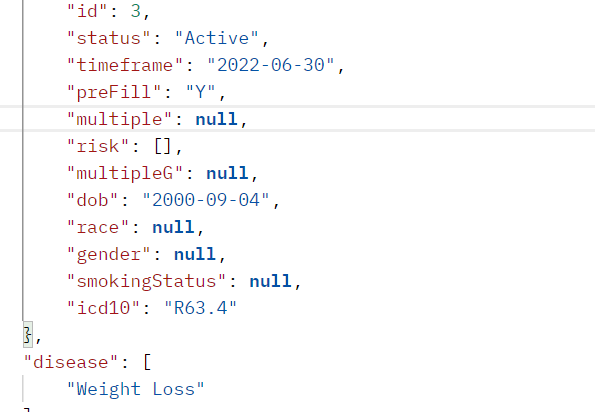 "id": 3,
"status": "Active",
"timeframe": "2022-06-30",
"preFill": "Y",
"multiple": null,
"risk": [],
"multipleG": null,
"dob": "2000-09-04",
"race": null,
"gender": null,
"smokingStatus": null,
"icd10": "R63.4"
},
"disease": [
"Weight Loss"